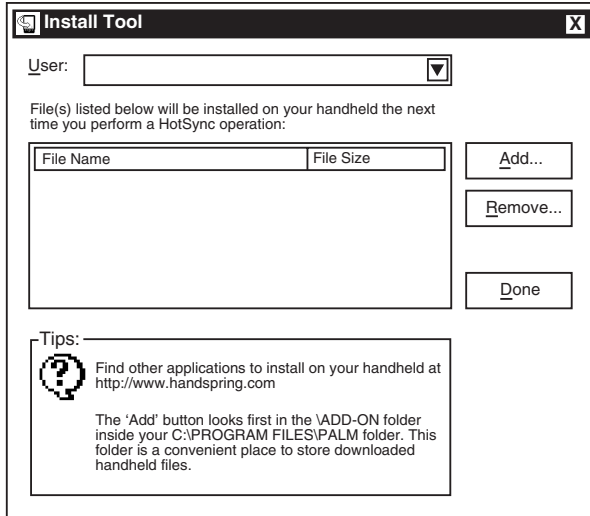 Install Tool X
User:
File(s) listed below will be installed on your handheld the next
time you perform a HotSync operation:
File Name File Size
Add...
Remove...
Done
Tips:
Find other applications to install on your handheld at
http://www.handspring.com
The ‘Add’ button looks first in the \ADD-ON folder
inside your C:\PROGRAM FILES\PALM folder. This
folder is a convenient place to store downloaded
handheld files.